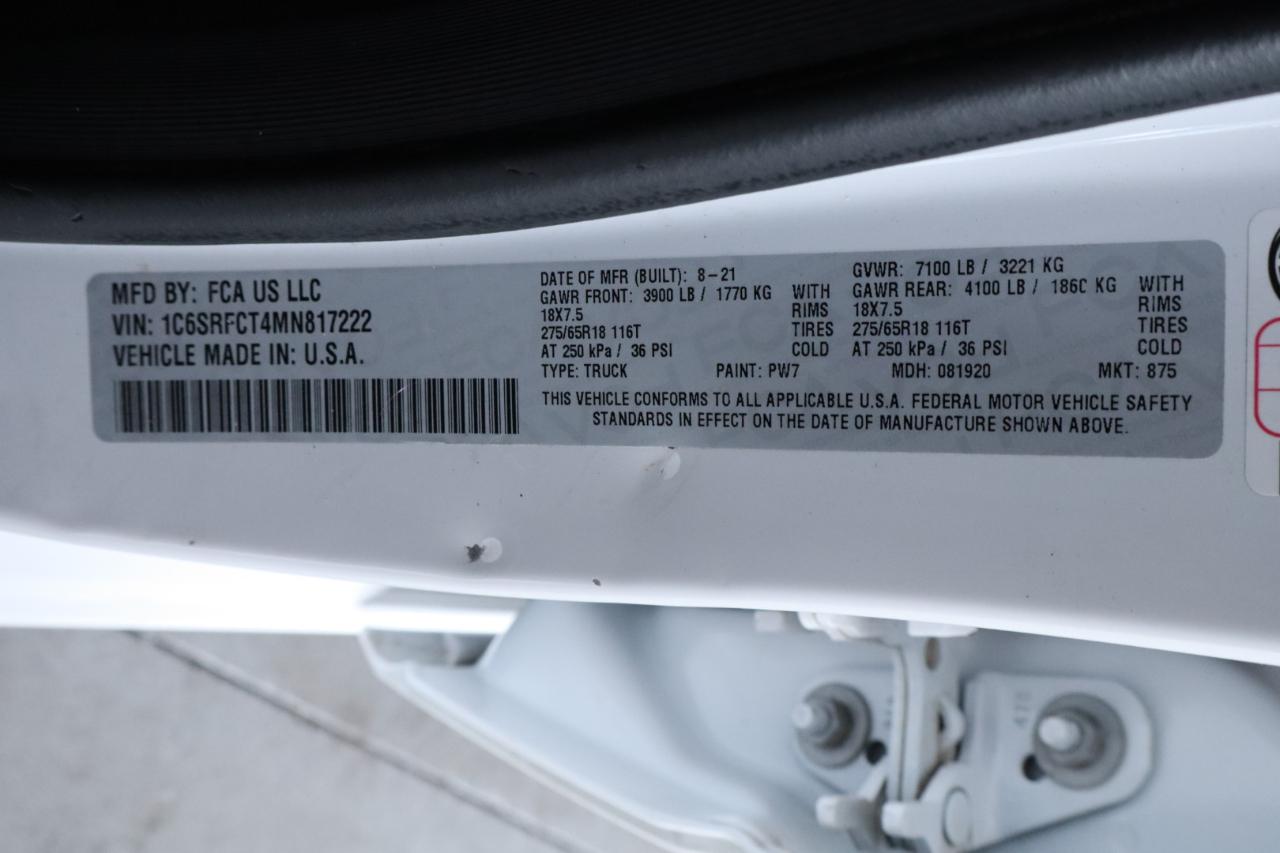 MFD BY: FCA US LLC
VIN: 1C6SRFCT4MN817222
VEHICLE MADE IN: U.S.A.
DATE OF MFR (BUILT): 8-21
GAWR FRONT: 3900 LB / 1770 KG WITH
18X7.5 RIMS
275/65R18 116T TIRES
AT 250 kPa / 36 PSI COLD
GVWR: 7100 LB / 3221 KG
GAWR REAR: 4100 LB / 1860 KG WITH
18X7.5 RIMS
275/65R18 116T TIRES
AT 250 kPa / 36 PSI COLD
TYPE: TRUCK PAINT: PW7 MDH: 081920 MKT: 875
THIS VEHICLE CONFORMS TO ALL APPLICABLE U.S.A. FEDERAL MOTOR VEHICLE SAFETY
STANDARDS IN EFFECT ON THE DATE OF MANUFACTURE SHOWN ABOVE.